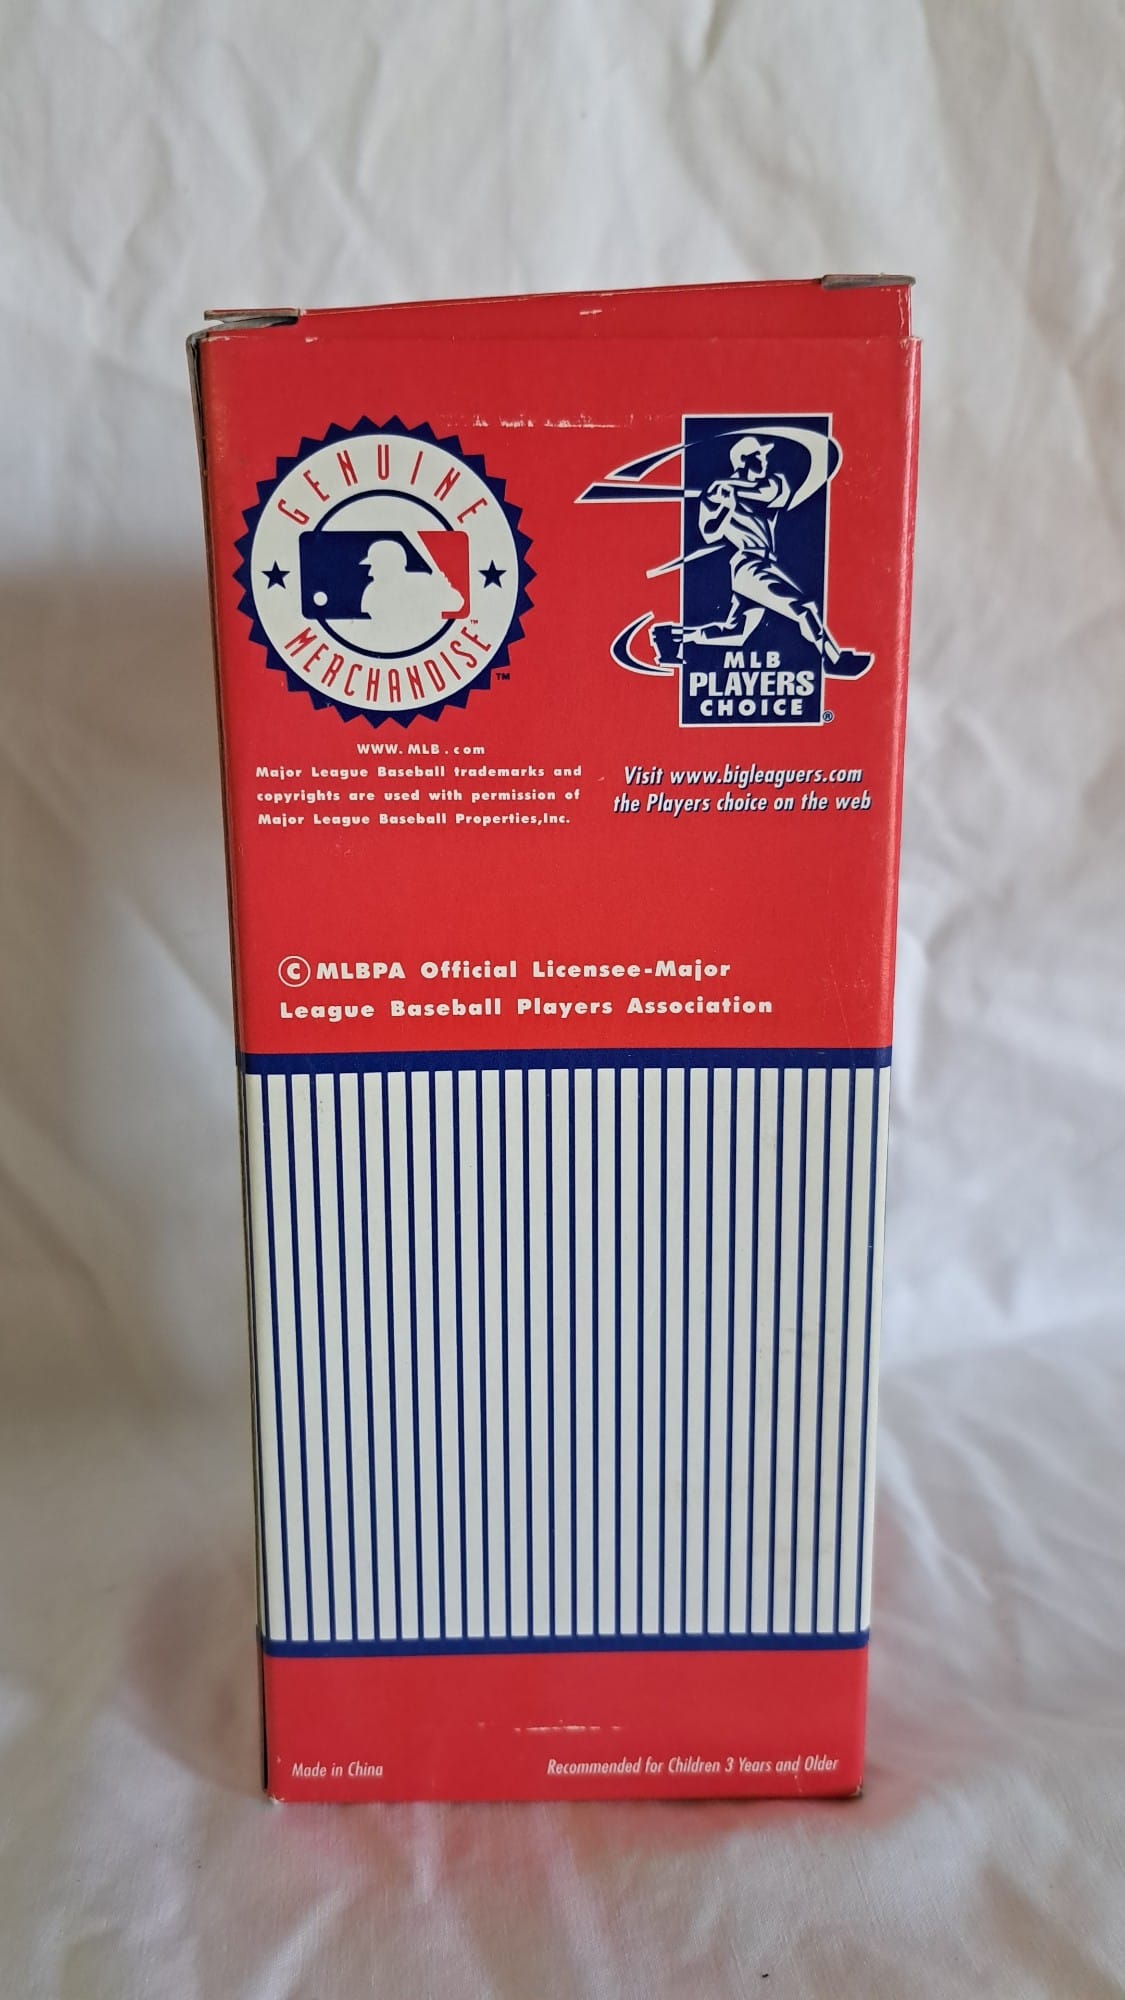 GENUINE
MERCHANDISE™
TM
MLB
PLAYERS
CHOICE
®
WWW. MLB . com
Major League Baseball trademarks and
copyrights are used with permission of
Major League Baseball Properties,Inc.
Visit www.bigleaguers.com
the Players choice on the web
©MLBPA Official Licensee-Major
League Baseball Players Association
Made in China
Recommended for Children 3 Years and Older